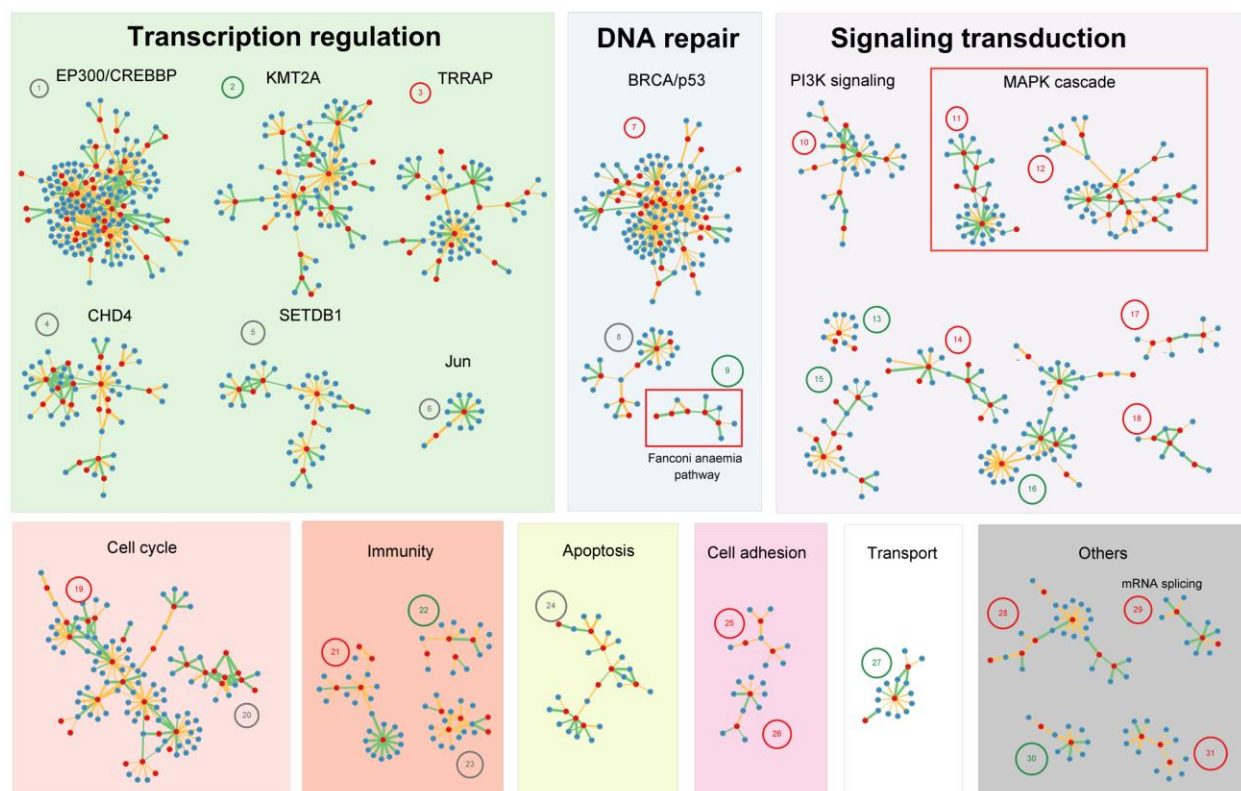 Transcription regulation
EP300/CREBBP
KMT2A
TRRAP
1
2
3
CHD4
SETDB1
Jun
4
5
6
DNA repair
BRCA/p53
7
8
9
Fanconi anaemia
pathway
Signaling transduction
PI3K signaling
MAPK cascade
10
11
12
13
14
15
16
17
18
Cell cycle
19
20
Immunity
21
22
23
Apoptosis
24
Cell adhesion
25
26
Transport
27
Others
mRNA splicing
28
29
30
31